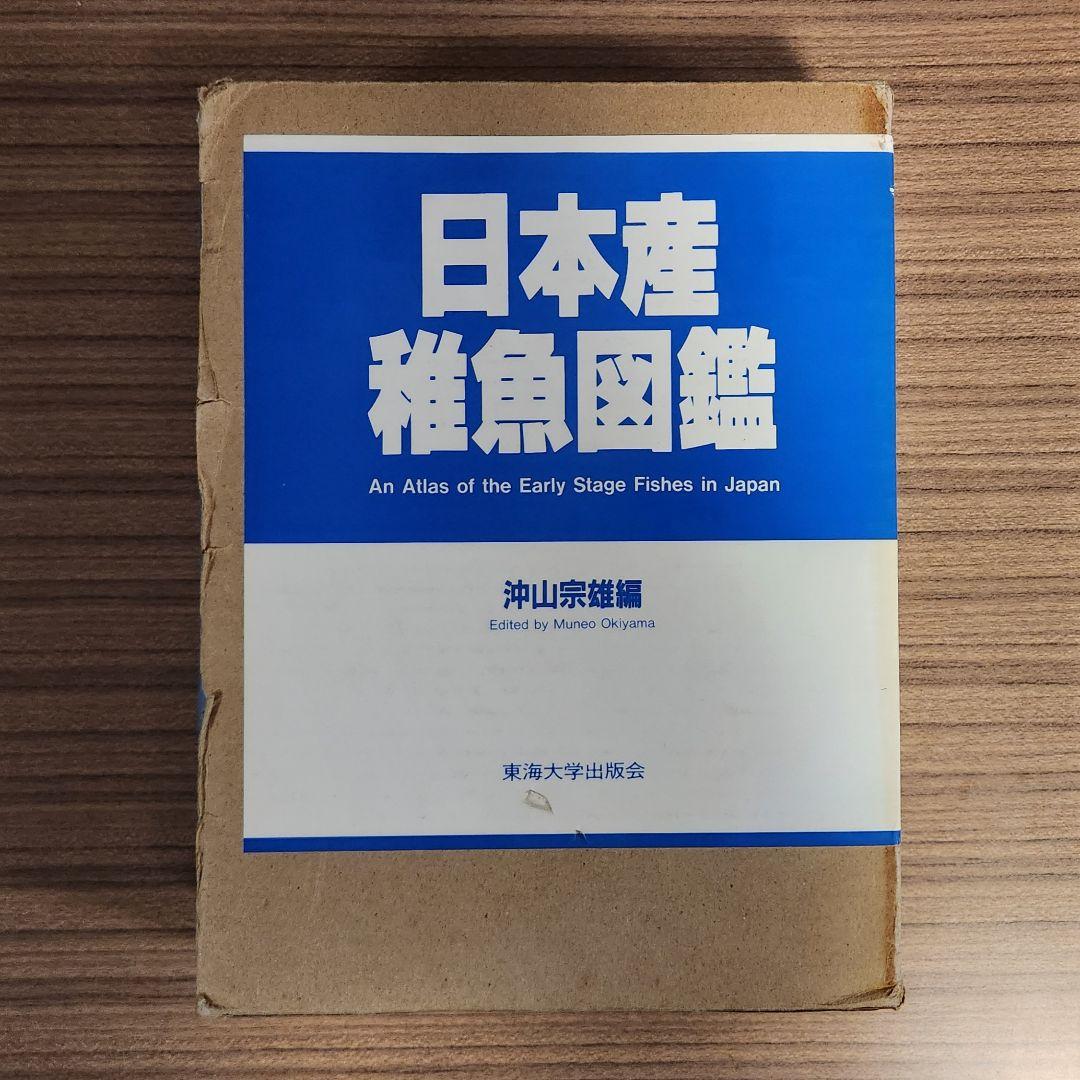 日本産
稚魚図鑑
An Atlas of the Early Stage Fishes in Japan
沖山宗雄編
Edited by Muneo Okiyama
東海大学出版会